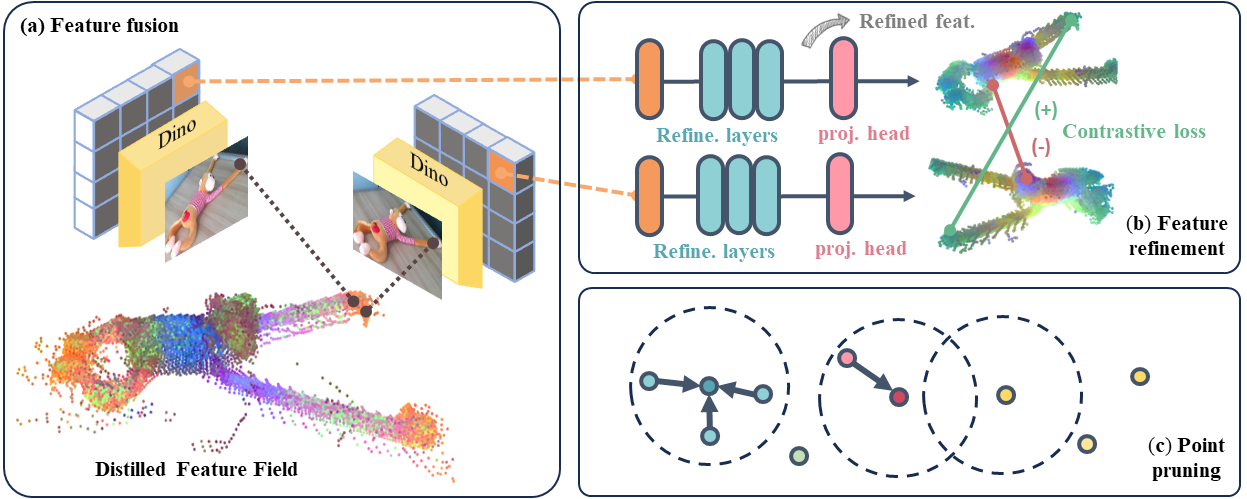 (a) Feature fusion
Dino
Dino
Distilled Feature Field
Refined feat.
Refine. layers
proj. head
(+)
Contrastive loss
(-)
Refine. layers
proj. head
(b) Feature
refinement
(c) Point
pruning